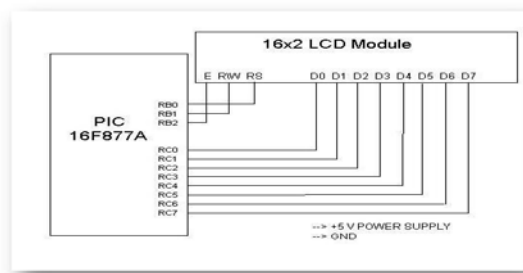 16x2 LCD Module
E R/W RS D0 D1 D2 D3 D4 D5 D6 D7
PIC
16F877A
RB0
RB1
RB2
RC0
RC1
RC2
RC3
RC4
RC5
RC6
RC7
--> +5 V POWER SUPPLY
--> GND